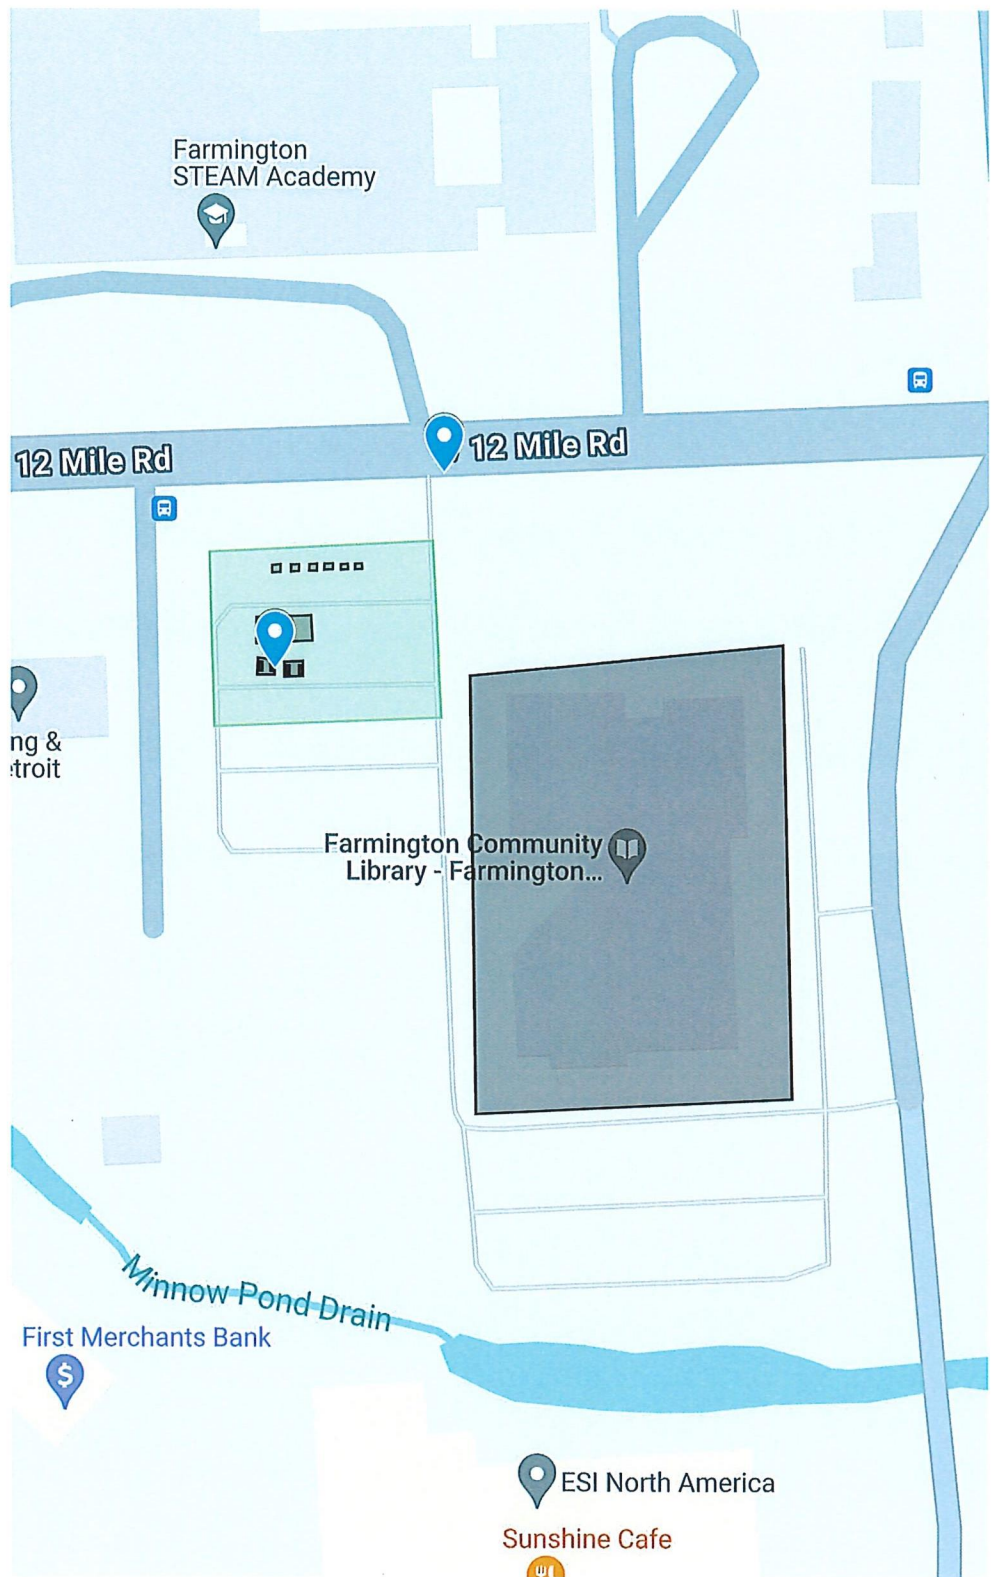 Farmington
STEAM Academy
12 Mile Rd
12 Mile Rd
ng &
troit
Farmington Community
Library - Farmington...
Minnow Pond Drain
First Merchants Bank
$
ESI North America
Sunshine Cafe